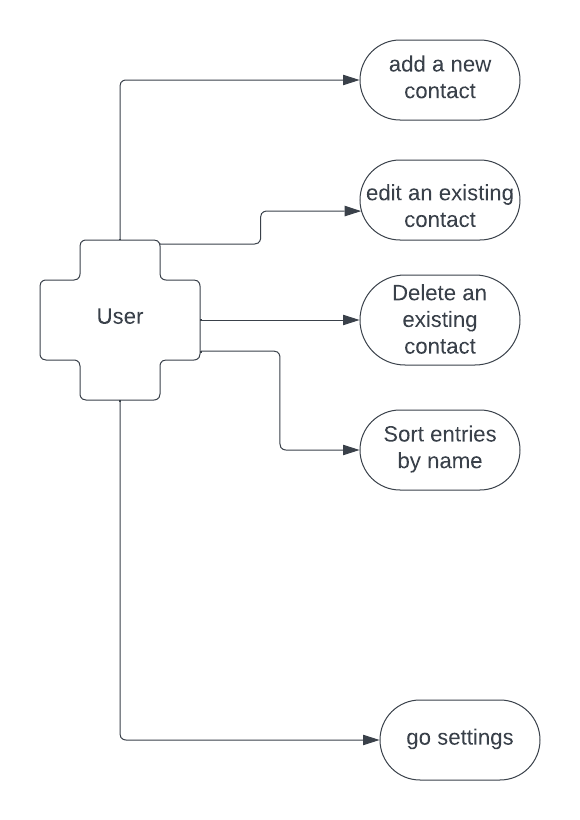 add a new
contact
edit an existing
contact
User
Delete an
existing
contact
Sort entries
by name
go settings